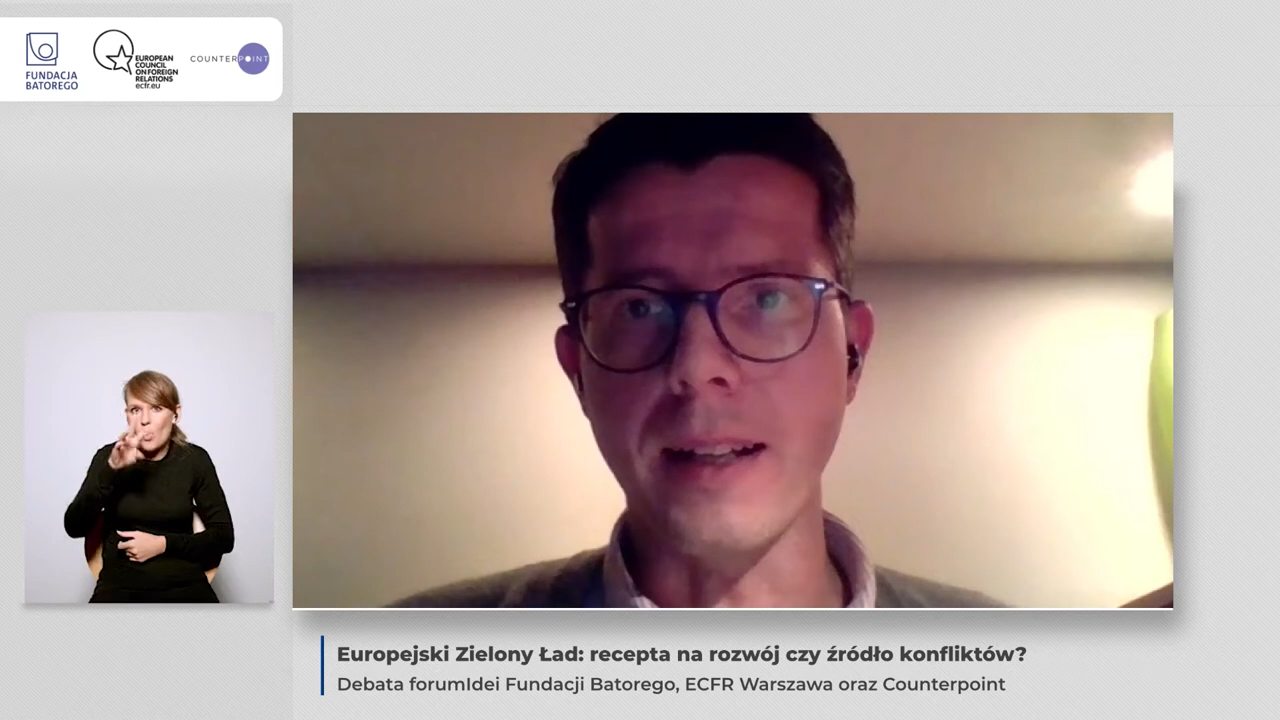 FUNDACJA
BATOREGO
EUROPEAN
COUNCIL
ON FOREIGN
RELATIONS
ecfr.eu
COUNTERPOINT
Europejski Zielony Ład: recepta na rozwój czy źródło konfliktów?
Debata forumIdei Fundacji Batorego, ECFR Warszawa oraz Counterpoint